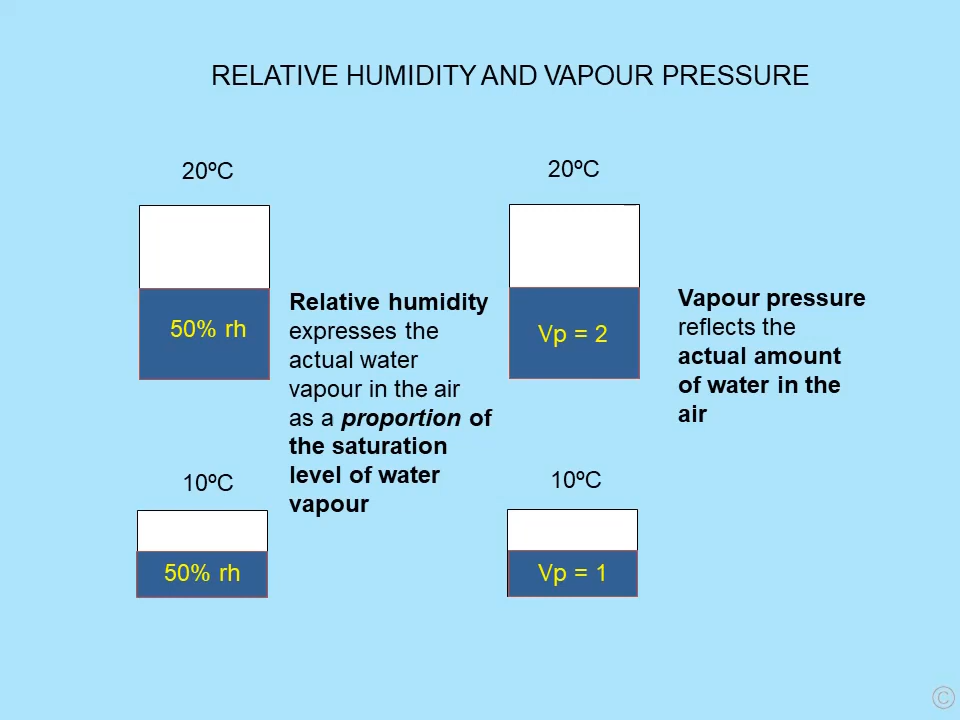 RELATIVE HUMIDITY AND VAPOUR PRESSURE
20ºC
50% rh
Relative humidity
expresses the
actual water
vapour in the air
as a proportion of
the saturation
level of water
vapour
10ºC
50% rh
20ºC
Vp = 2
Vapour pressure
reflects the
actual amount
of water in the
air
10ºC
Vp = 1
©